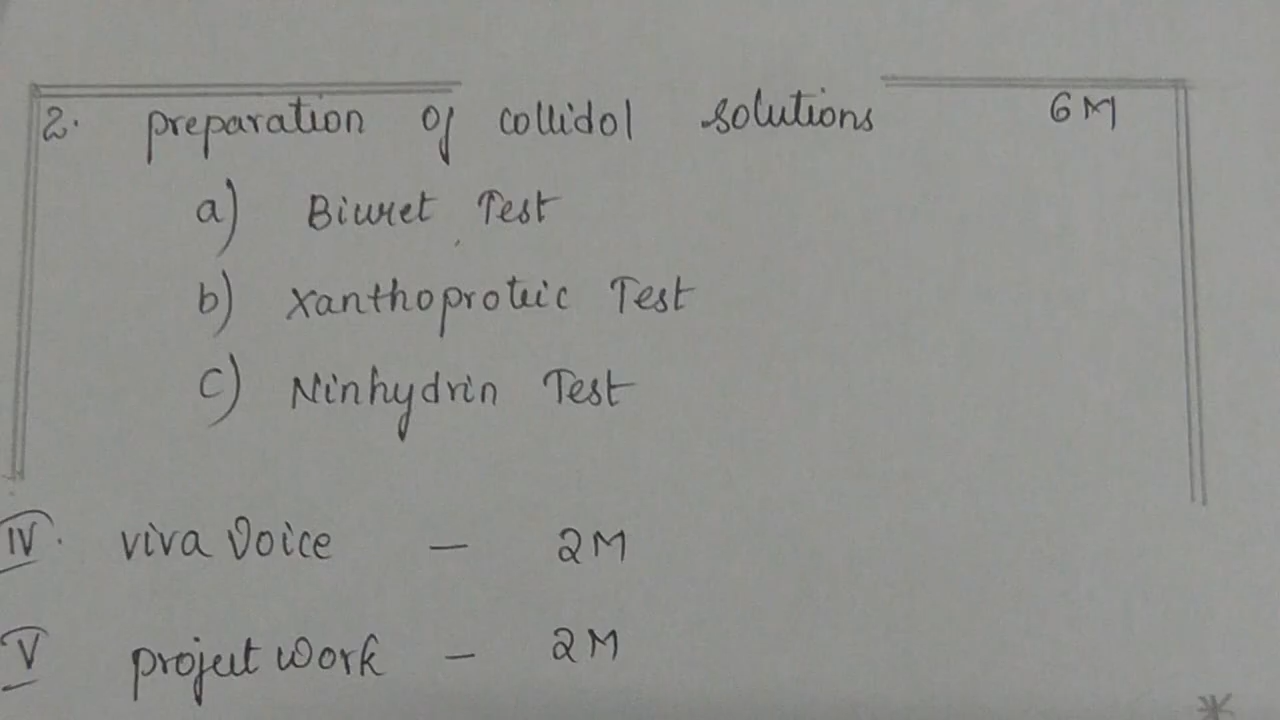 2. preparation of collidol solutions 6M
a) Biuret Test
b) Xanthoproteic Test
c) Ninhydrin Test
IV. viva voice - 2M
V project work - 2M